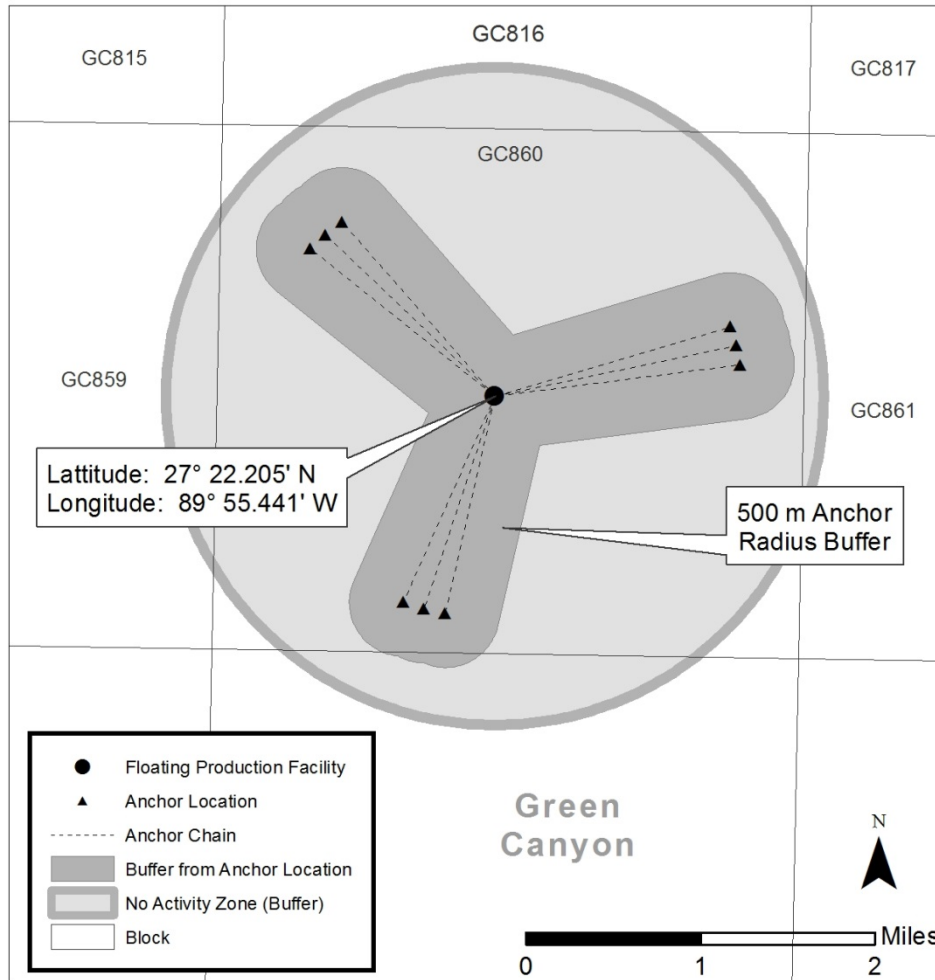 GC816
GC815
GC817
GC860
GC859
GC861
Lattitude:  27° 22.205' N
Longitude:  89° 55.441' W
500 m Anchor
Radius Buffer
Floating Production Facility
Anchor Location
Anchor Chain
Buffer from Anchor Location
No Activity Zone (Buffer)
Block
Green
Canyon
N
Miles
0 1 2